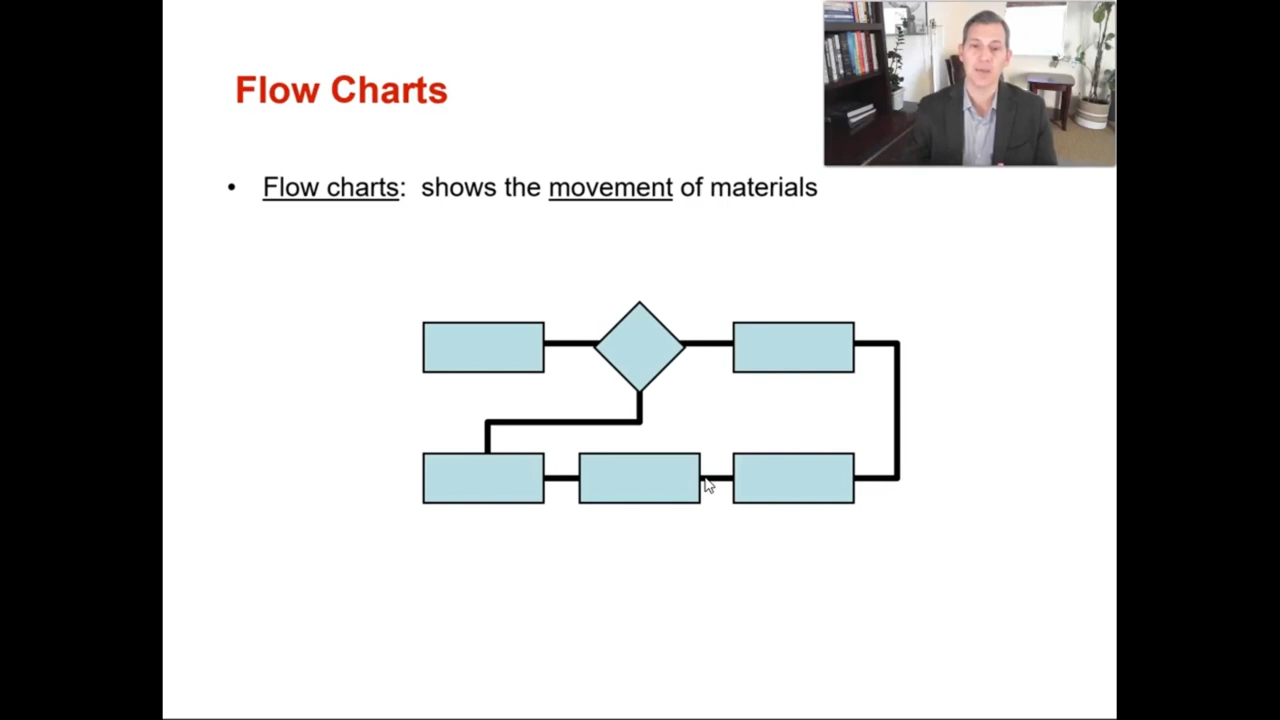 Flow Charts
• Flow charts: shows the movement of materials